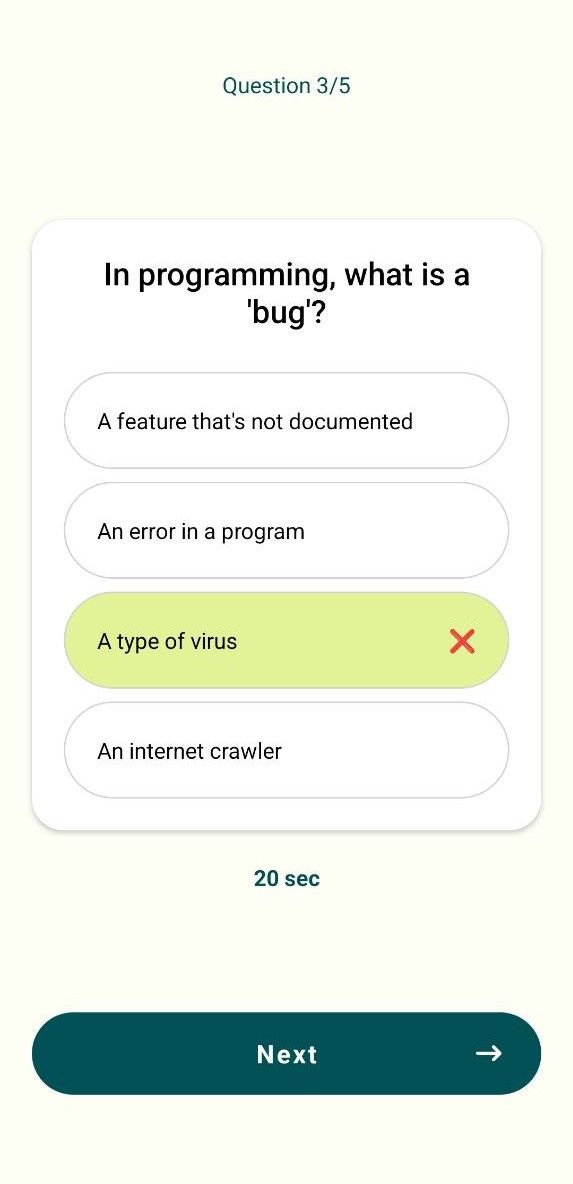 Question 3/5
In programming, what is a
'bug'?
A feature that's not documented
An error in a program
A type of virus
An internet crawler
20 sec
Next